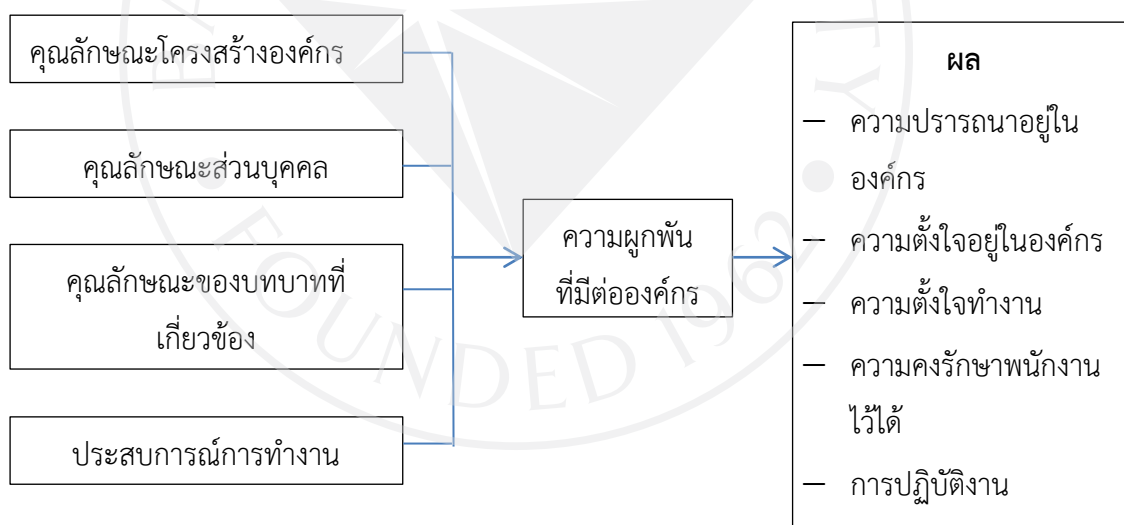 คุณลักษณะโครงสร้างองค์กร
คุณลักษณะส่วนบุคคล
คุณลักษณะของบทบาทที่
เกี่ยวข้อง
ประสบการณ์การทำงาน
ความผูกพัน
ที่มีต่อองค์กร
ผล
— ความปรารถนาอยู่ใน
องค์กร
— ความตั้งใจอยู่ในองค์กร
— ความตั้งใจทำงาน
— ความคงรักษาพนักงาน
ไว้ได้
— การปฏิบัติงาน
FOUNDED 1962